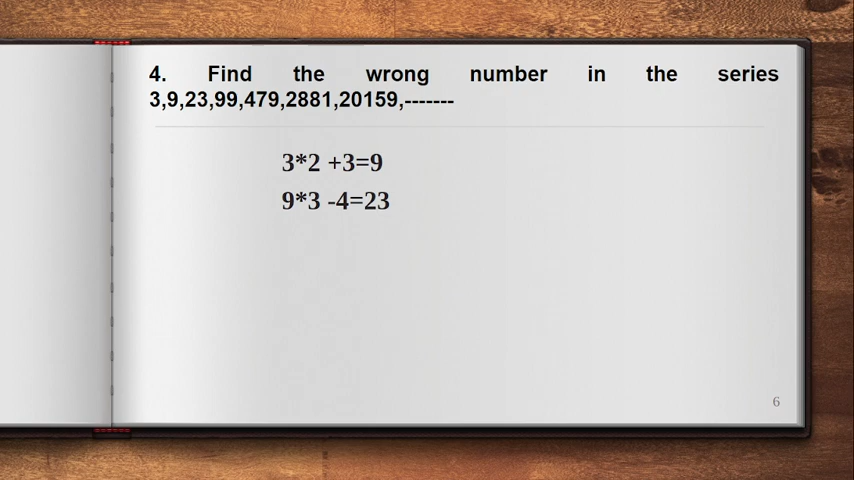 4. Find the wrong number in the series
3,9,23,99,479,2881,20159,-------
3*2 +3=9
9*3 -4=23
6